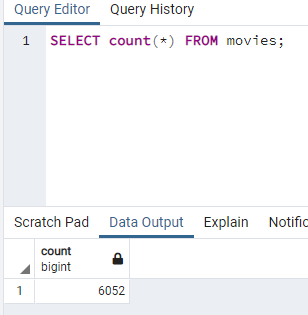 Query Editor Query History
1 SELECT count(*) FROM movies;
Scratch Pad Data Output Explain Notific
count
bigint
1 6052